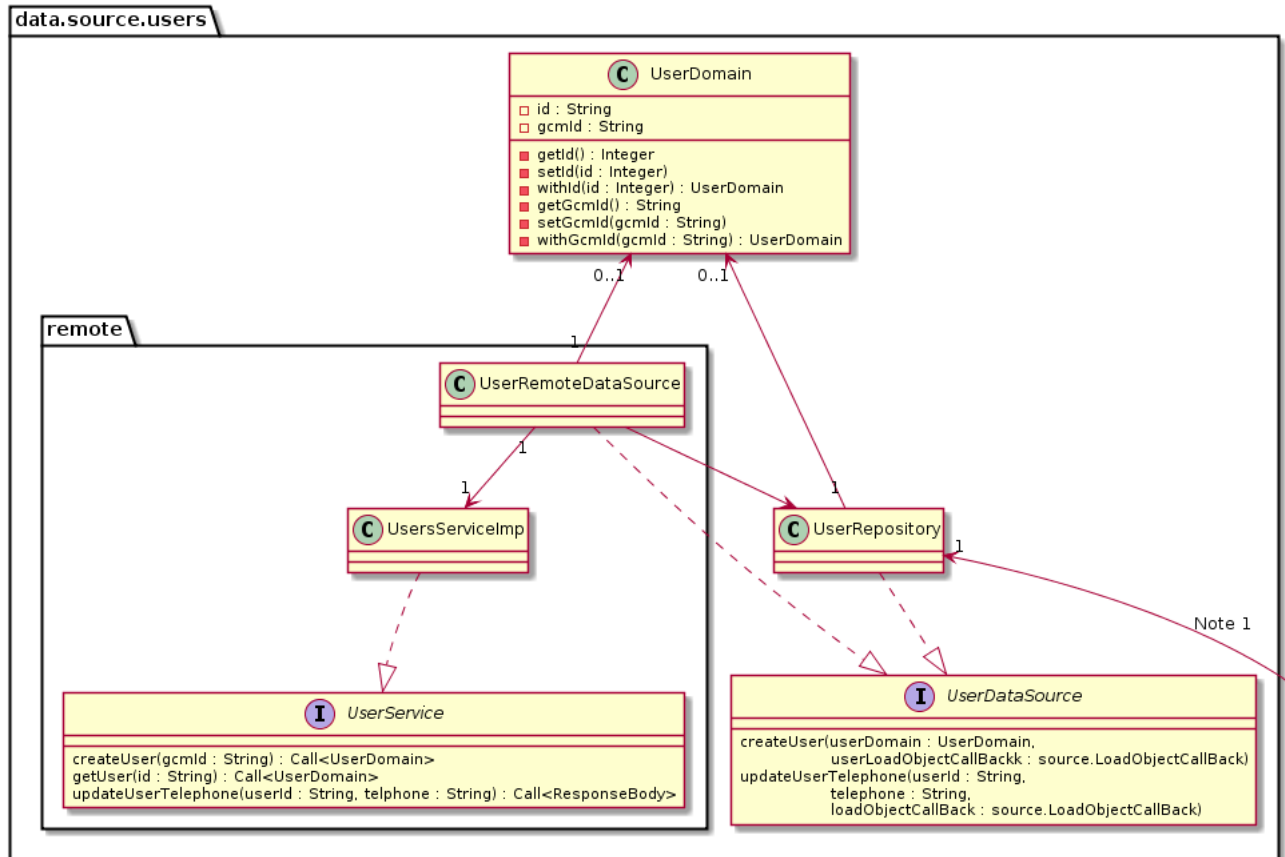 data.source.users
C UserDomain
id : String
gcmId : String
getId() : Integer
setId(id : Integer)
withId(id : Integer) : UserDomain
getGcmId() : String
setGcmId(gcmId : String)
withGcmId(gcmId : String) : UserDomain
0..1
0..1
remote
1
C UserRemoteDataSource
1
1
1
C UsersServiceImp
C UserRepository
1
Note 1
I UserService
createUser(gcmId : String) : Call<UserDomain>
getUser(id : String) : Call<UserDomain>
updateUserTelephone(userId : String, telphone : String) : Call<ResponseBody>
I UserDataSource
createUser(userDomain : UserDomain,
userLoadObjectCallBackk : source.LoadObjectCallBack)
updateUserTelephone(userId : String,
telephone : String,
loadObjectCallBack : source.LoadObjectCallBack)